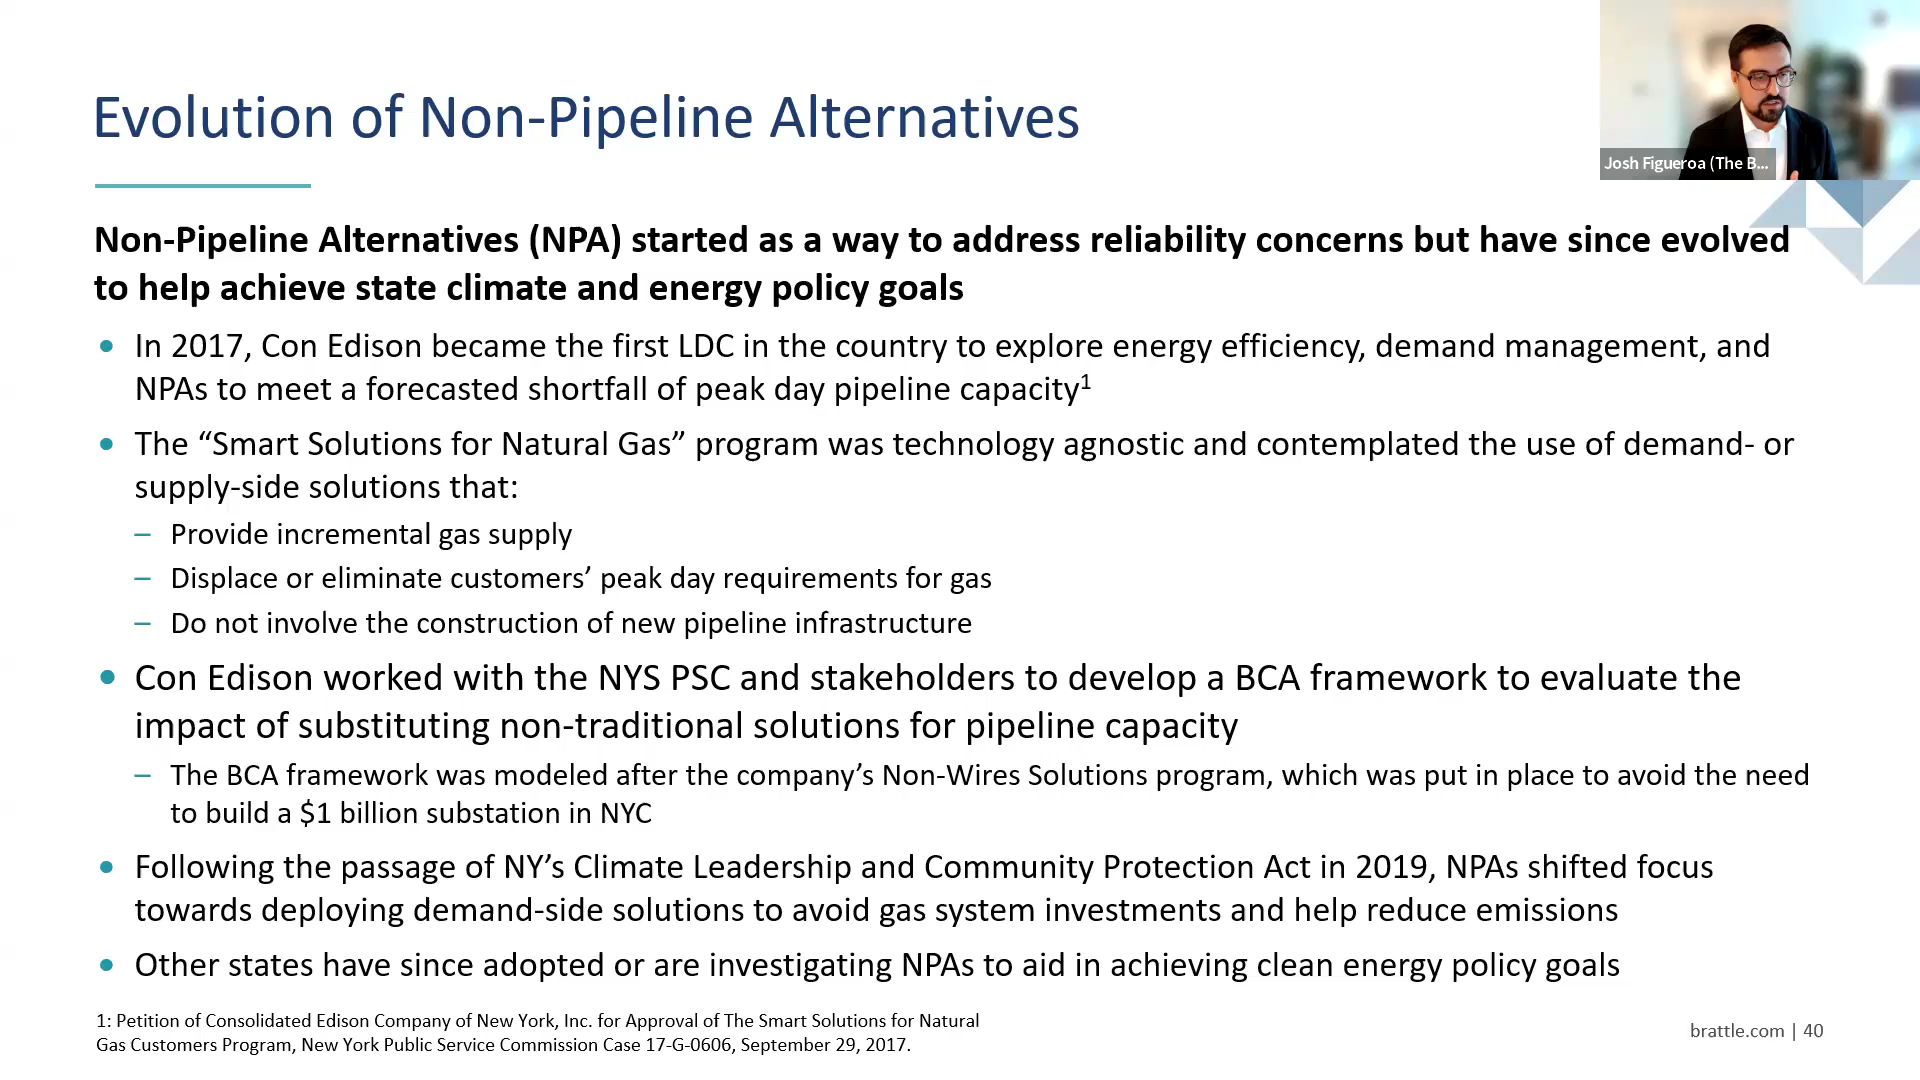 Josh Figueroa (The B...
Evolution of Non-Pipeline Alternatives
Non-Pipeline Alternatives (NPA) started as a way to address reliability concerns but have since evolved
to help achieve state climate and energy policy goals
• In 2017, Con Edison became the first LDC in the country to explore energy efficiency, demand management, and
NPAs to meet a forecasted shortfall of peak day pipeline capacity¹
• The “Smart Solutions for Natural Gas” program was technology agnostic and contemplated the use of demand- or
supply-side solutions that:
– Provide incremental gas supply
– Displace or eliminate customers’ peak day requirements for gas
– Do not involve the construction of new pipeline infrastructure
• Con Edison worked with the NYS PSC and stakeholders to develop a BCA framework to evaluate the
impact of substituting non-traditional solutions for pipeline capacity
– The BCA framework was modeled after the company’s Non-Wires Solutions program, which was put in place to avoid the need
to build a $1 billion substation in NYC
• Following the passage of NY’s Climate Leadership and Community Protection Act in 2019, NPAs shifted focus
towards deploying demand-side solutions to avoid gas system investments and help reduce emissions
• Other states have since adopted or are investigating NPAs to aid in achieving clean energy policy goals
1: Petition of Consolidated Edison Company of New York, Inc. for Approval of The Smart Solutions for Natural
Gas Customers Program, New York Public Service Commission Case 17-G-0606, September 29, 2017.
brattle.com | 40